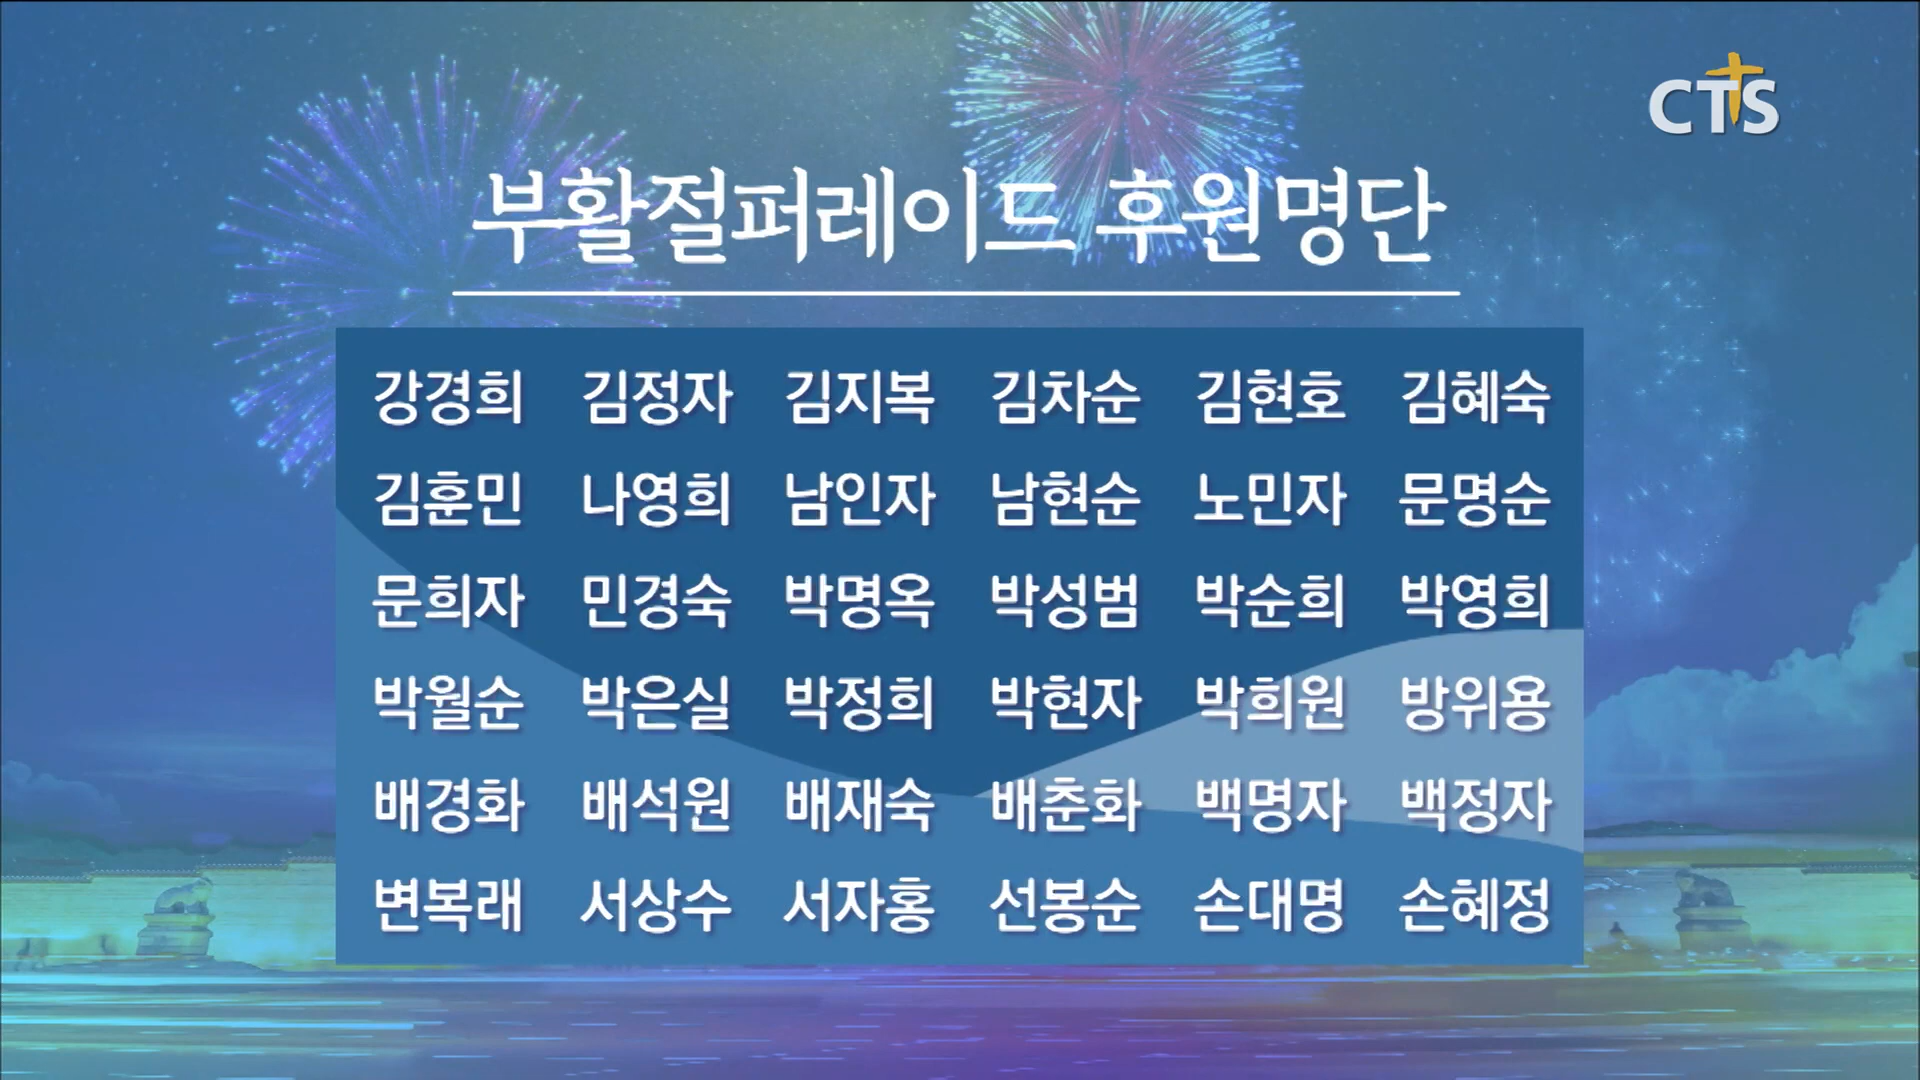 CTS
부활절퍼레이드 후원명단
강경희 김정자 김지복 김차순 김현호 김혜숙
김훈민 나영희 남인자 남현순 노민자 문명순
문희자 민경숙 박명옥 박성범 박순희 박영희
박월순 박은실 박정희 박현자 박희원 방위용
배경화 배석원 배재숙 배춘화 백명자 백정자
변복래 서상수 서자홍 선봉순 손대명 손혜정